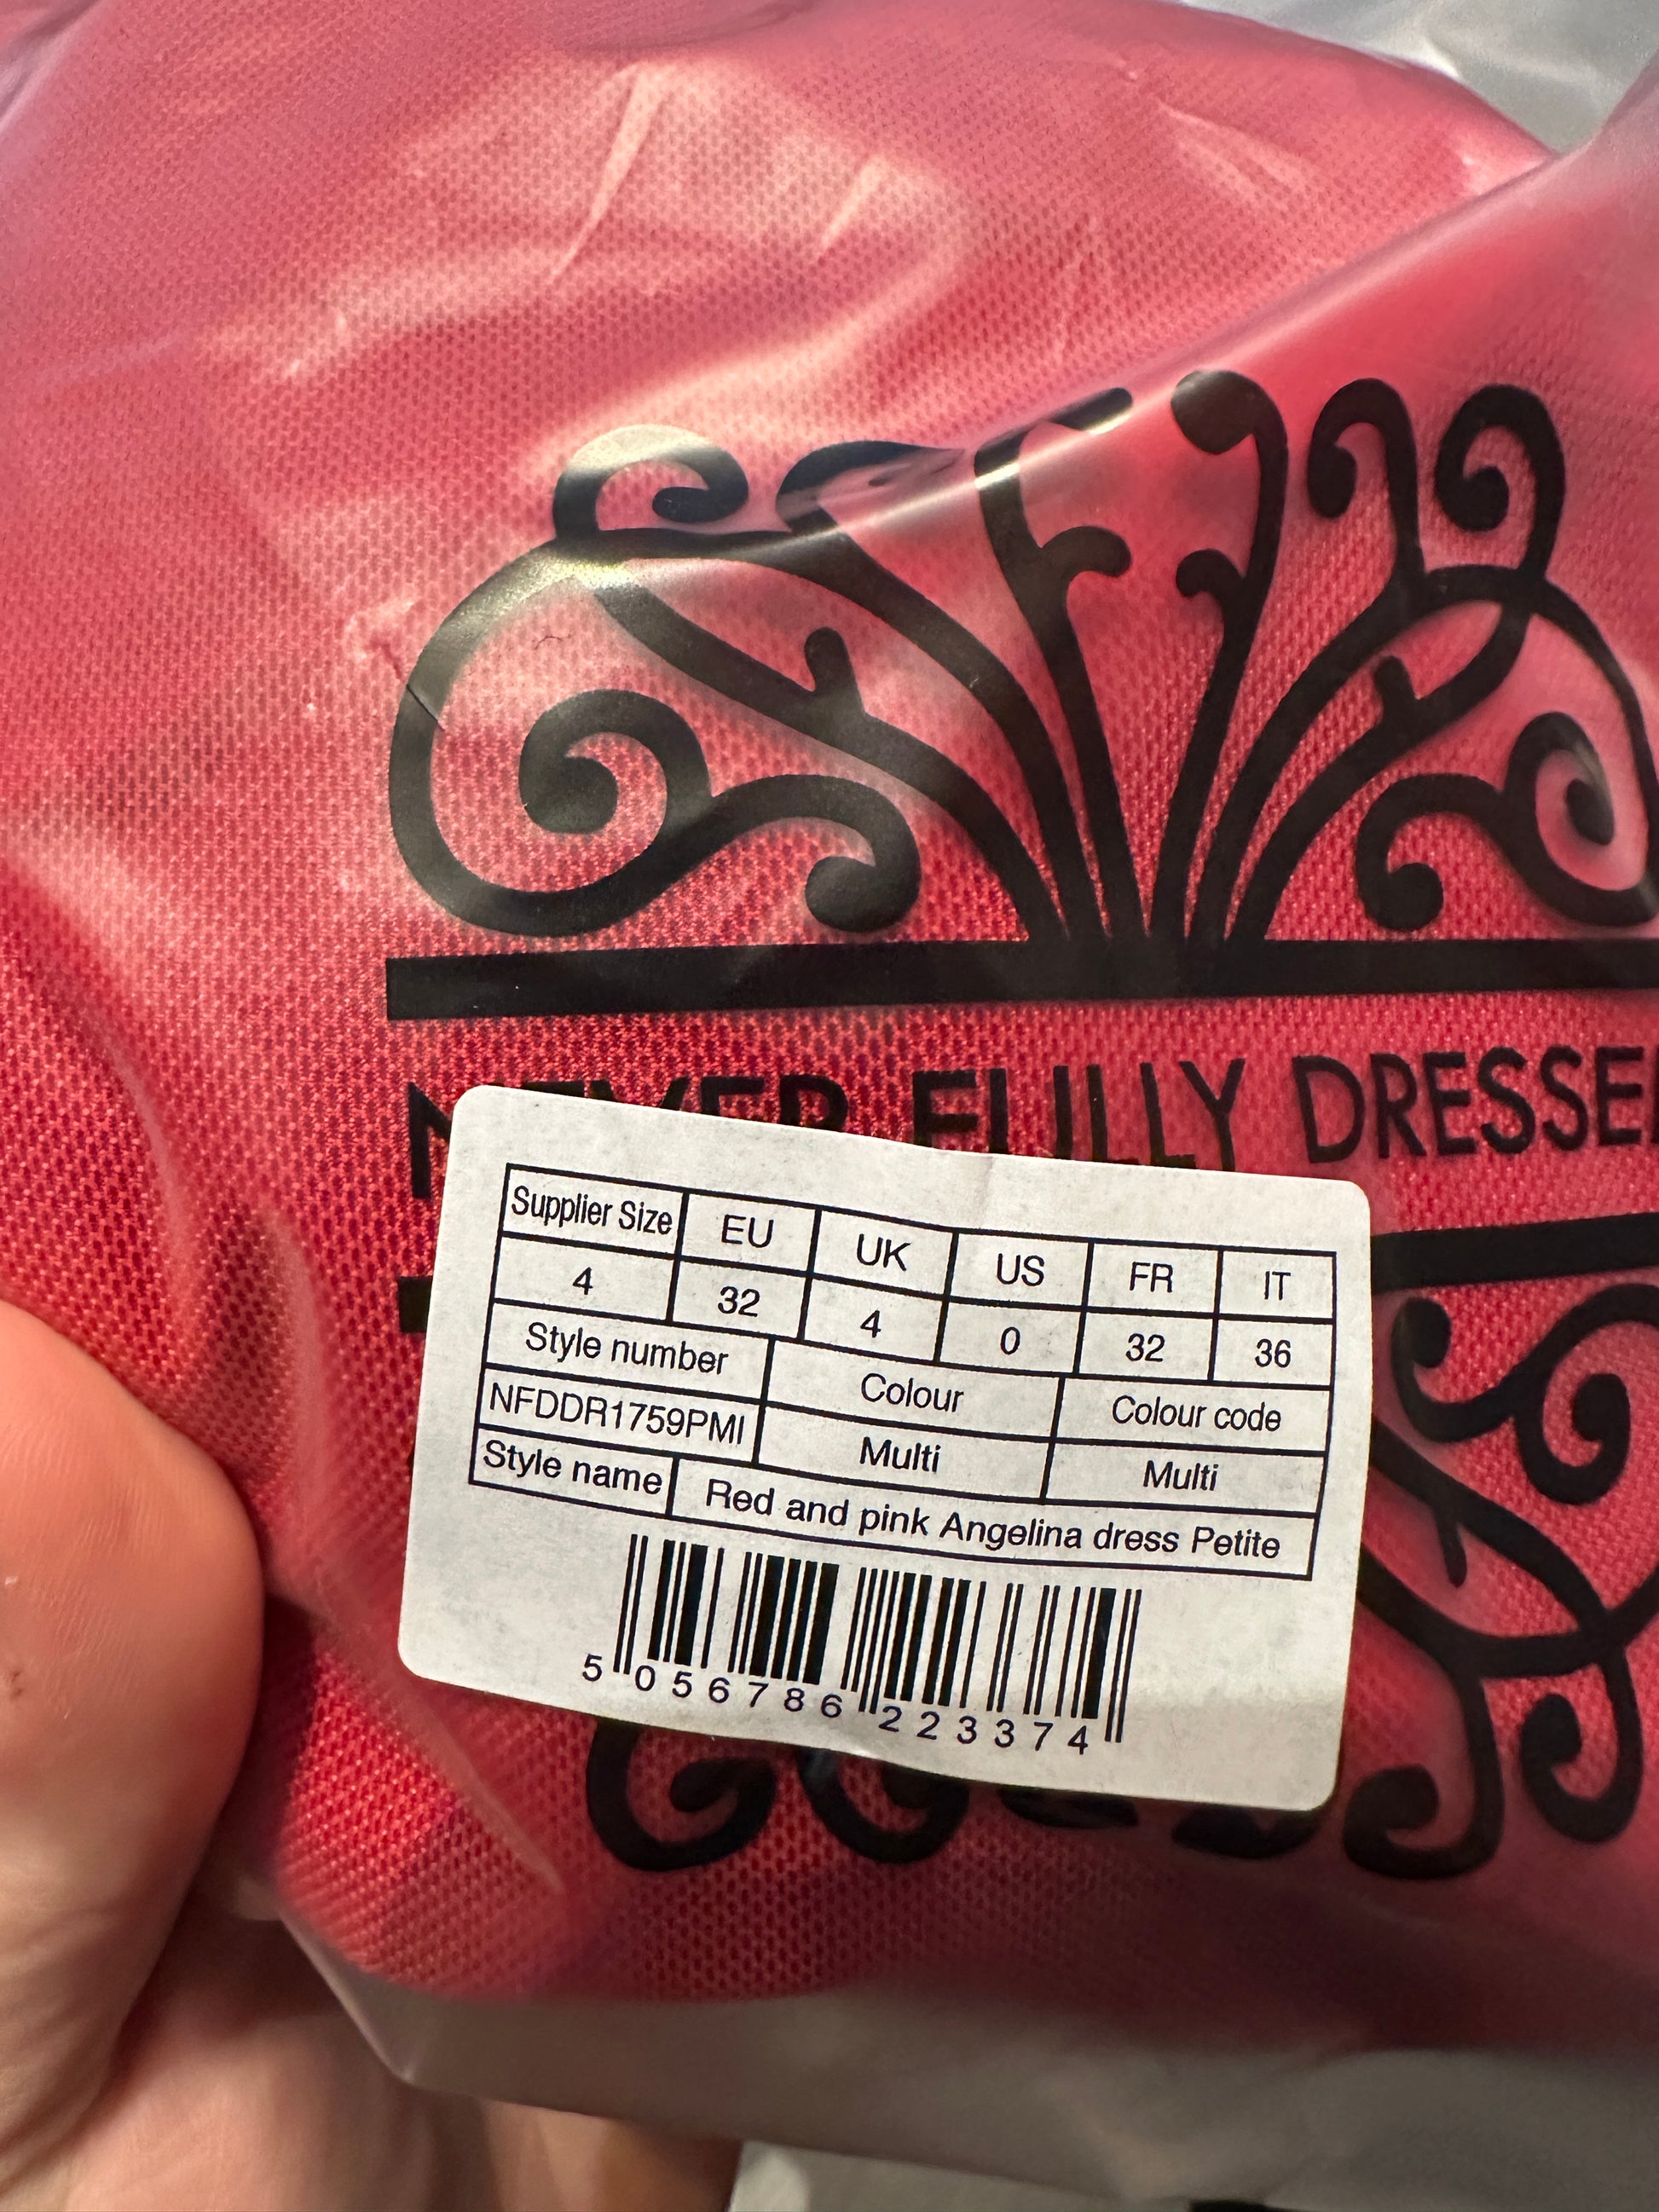 NEVER FULLY DRESSE
Supplier Size EU UK US FR IT
4 32 4 0 32 36
Style number Colour Colour code
NFDDR1759PMI Multi Multi
Style name Red and pink Angelina dress Petite
5 056786 223374